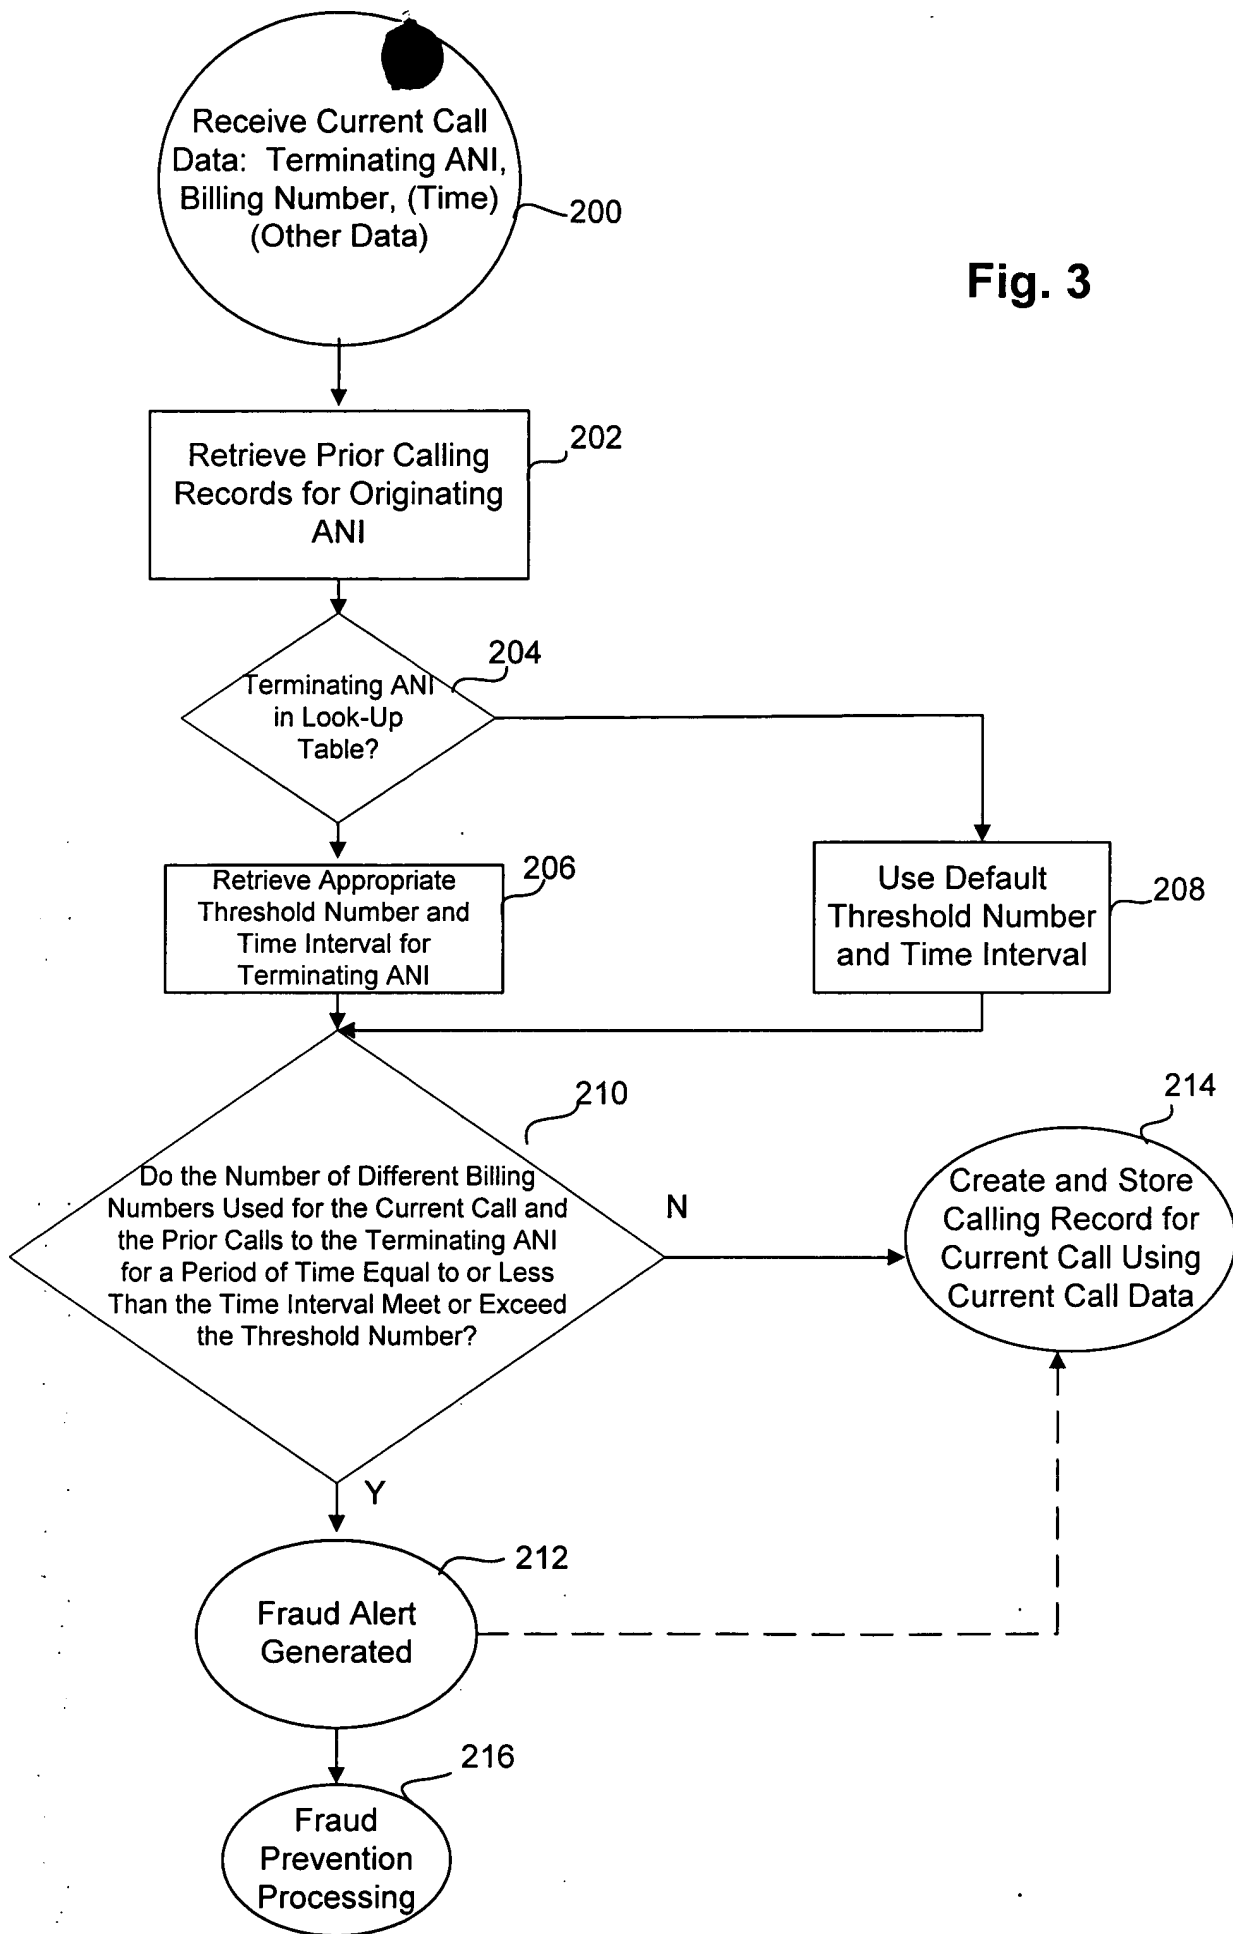 Receive Current Call
Data: Terminating ANI,
Billing Number, (Time)
(Other Data)
200
Fig. 3
Retrieve Prior Calling
Records for Originating
ANI
202
Terminating ANI
in Look-Up
Table?
204
Retrieve Appropriate
Threshold Number and
Time Interval for
Terminating ANI
206
Use Default
Threshold Number
and Time Interval
208
Do the Number of Different Billing
Numbers Used for the Current Call and
the Prior Calls to the Terminating ANI
for a Period of Time Equal to or Less
Than the Time Interval Meet or Exceed
the Threshold Number?
210
N
214
Create and Store
Calling Record for
Current Call Using
Current Call Data
Y
212
Fraud Alert
Generated
216
Fraud
Prevention
Processing